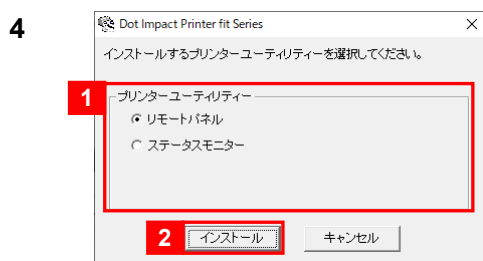 4
Dot Impact Printer fit Series
インストールするプリンターユーティリティーを選択してください。
1
プリンターユーティリティー
リモートパネル
ステータスモニター
2
インストール
キャンセル